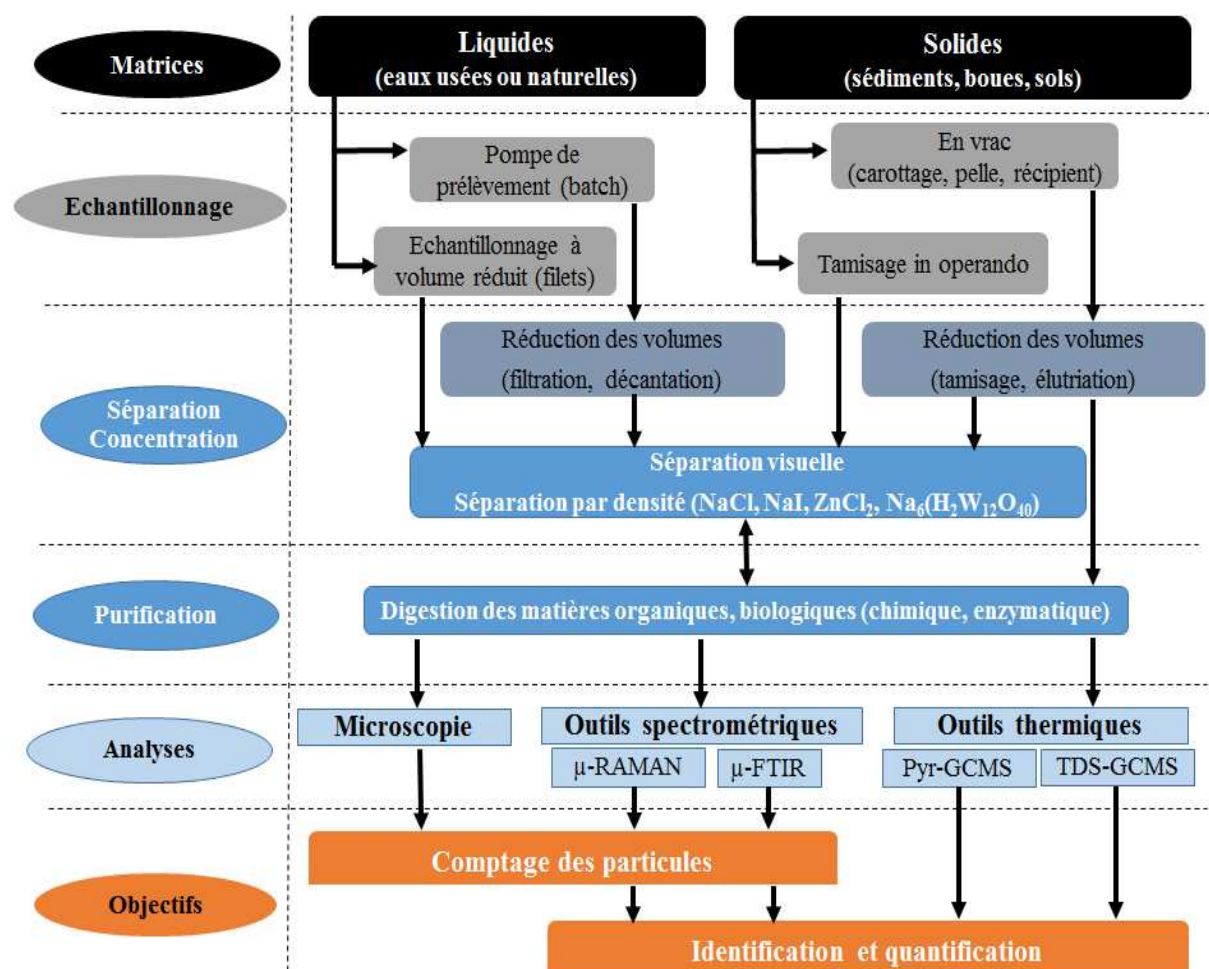 Matrices
Liquides
(eaux usées ou naturelles)
Solides
(sédiments, boues, sols)
Echantillonnage
Pompe de
prélèvement (batch)
En vrac
(carottage, pelle, récipient)
Echantillonnage à
volume réduit (filets)
Tamisage in operando
Séparation
Concentration
Réduction des volumes
(filtration, décantation)
Réduction des volumes
(tamisage, élutriation)
Séparation visuelle
Séparation par densité (NaCl, NaI, ZnCl₂, Na₆(H₂W₁₂O₄₀)
Purification
Digestion des matières organiques, biologiques (chimique, enzymatique)
Analyses
Microscopie
Outils spectrométriques
Outils thermiques
µ-RAMAN
µ-FTIR
Pyr-GCMS
TDS-GCMS
Objectifs
Comptage des particules
Identification et quantification